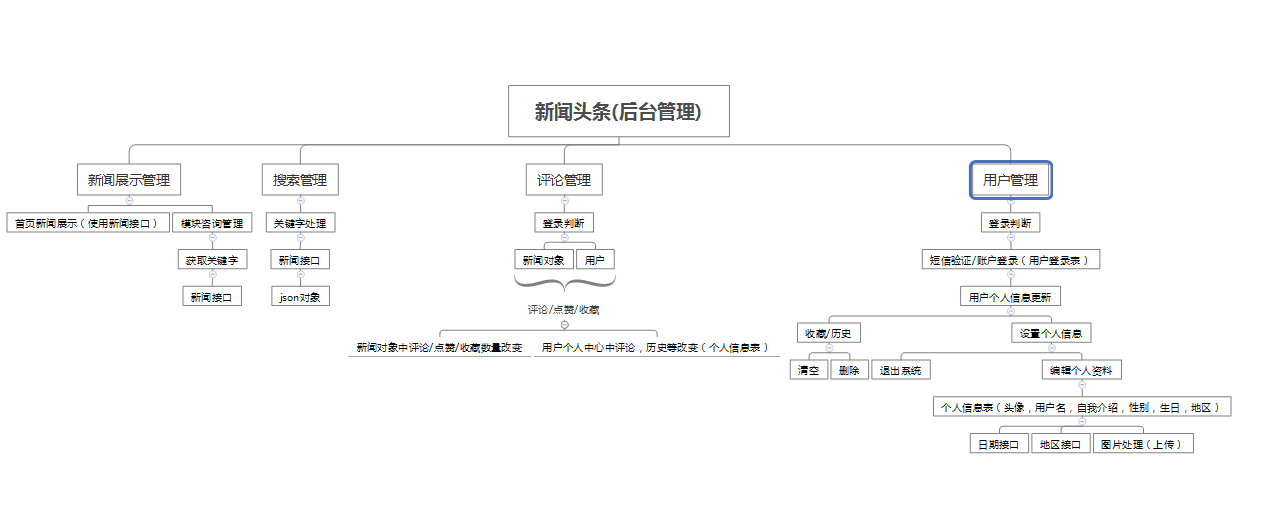 新闻头条(后台管理)
新闻展示管理
搜索管理
评论管理
用户管理
首页新闻展示（使用新闻接口）
模块咨询管理
关键字处理
登录判断
登录判断
获取关键字
新闻接口
新闻对象
用户
短信验证/账户登录（用户登录表）
新闻接口
json对象
评论/点赞/收藏
用户个人信息更新
新闻对象中评论/点赞/收藏数量改变
用户个人中心中评论，历史等改变（个人信息表）
收藏/历史
设置个人信息
清空
删除
退出系统
编辑个人资料
个人信息表（头像，用户名，自我介绍，性别，生日，地区）
日期接口
地区接口
图片处理（上传）